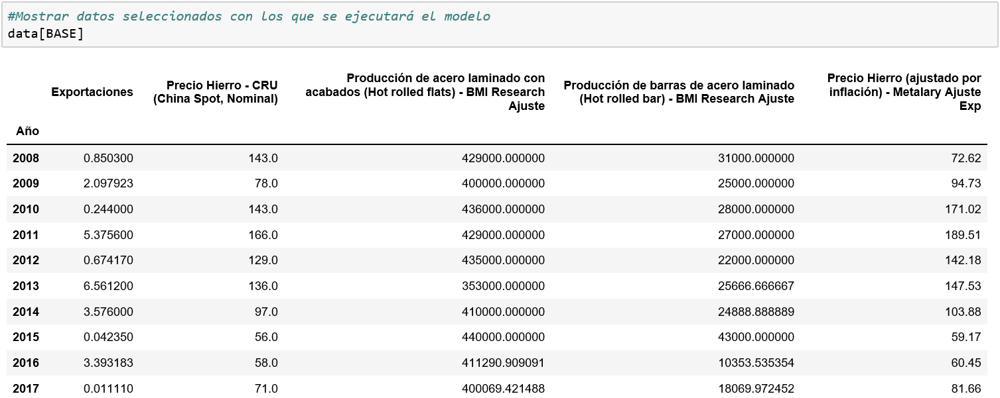 #Mostrar datos seleccionados con los que se ejecutará el modelo
data[BASE]
Exportaciones
Precio Hierro - CRU
(China Spot, Nominal)
Producción de acero laminado con
acabados (Hot rolled flats) - BMI Research
Ajuste
Producción de barras de acero laminado
(Hot rolled bar) - BMI Research Ajuste
Precio Hierro (ajustado por
inflación) - Metalary Ajuste
Exp
Año
2008 0.850300 143.0 429000.000000 31000.000000 72.62
2009 2.097923 78.0 400000.000000 25000.000000 94.73
2010 0.244000 143.0 436000.000000 28000.000000 171.02
2011 5.375600 166.0 429000.000000 27000.000000 189.51
2012 0.674170 129.0 435000.000000 22000.000000 142.18
2013 6.561200 136.0 353000.000000 25666.666667 147.53
2014 3.576000 97.0 410000.000000 24888.888889 103.88
2015 0.042350 56.0 440000.000000 43000.000000 59.17
2016 3.393183 58.0 411290.909091 10353.535354 60.45
2017 0.011110 71.0 400069.421488 18069.972452 81.66